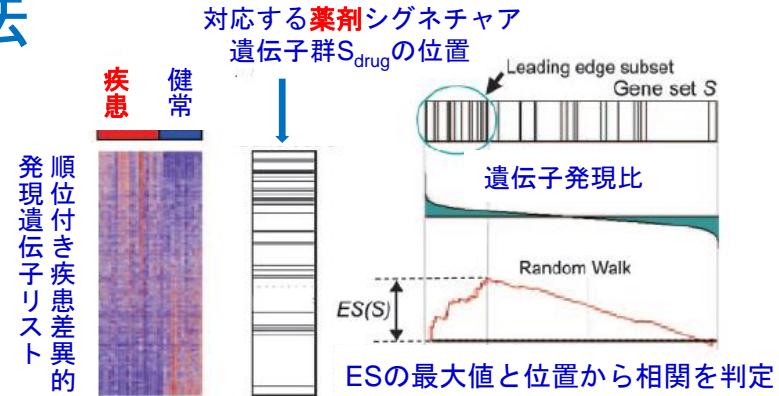 法
対応する薬剤シグネチャア
遺伝子群Sdrugの位置
疾患
健常
順位付き疾患差異的
発現遺伝子リスト
Leading edge subset
Gene set S
遺伝子発現比
Random Walk
ES(S)
ESの最大値と位置から相関を判定